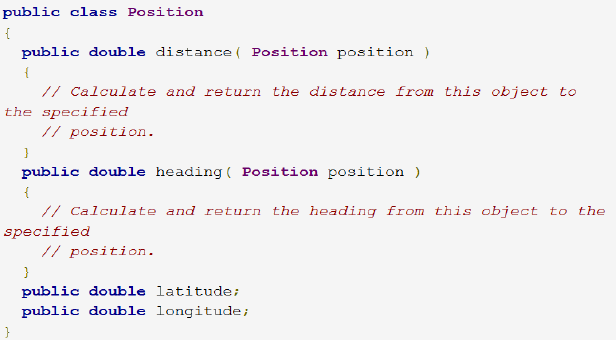 public class Position
{
public double distance( Position position )
{
// Calculate and return the distance from this object to
the specified
// position.
}
public double heading( Position position )
{
// Calculate and return the heading from this object to the
specified
// position.
}
public double latitude;
public double longitude;
}